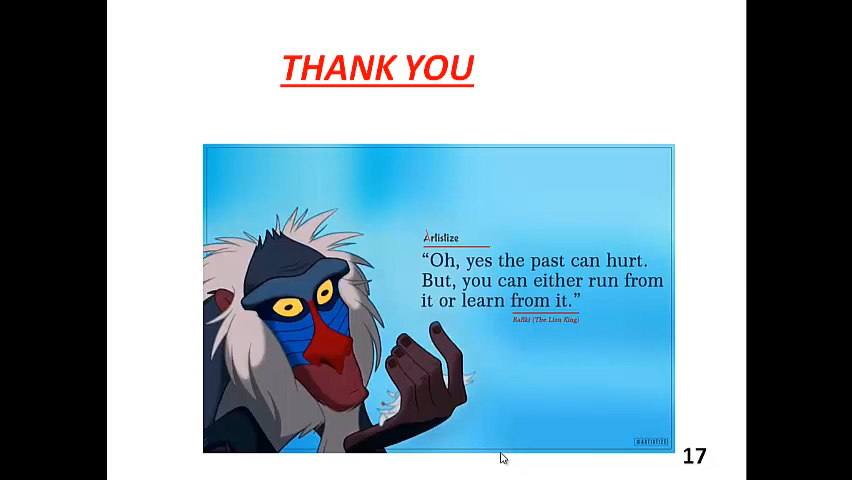 THANK YOU
Artistize
“Oh, yes the past can hurt.
But, you can either run from
it or learn from it.”
Rafiki (The Lion King)
#ARTISTIZE
17